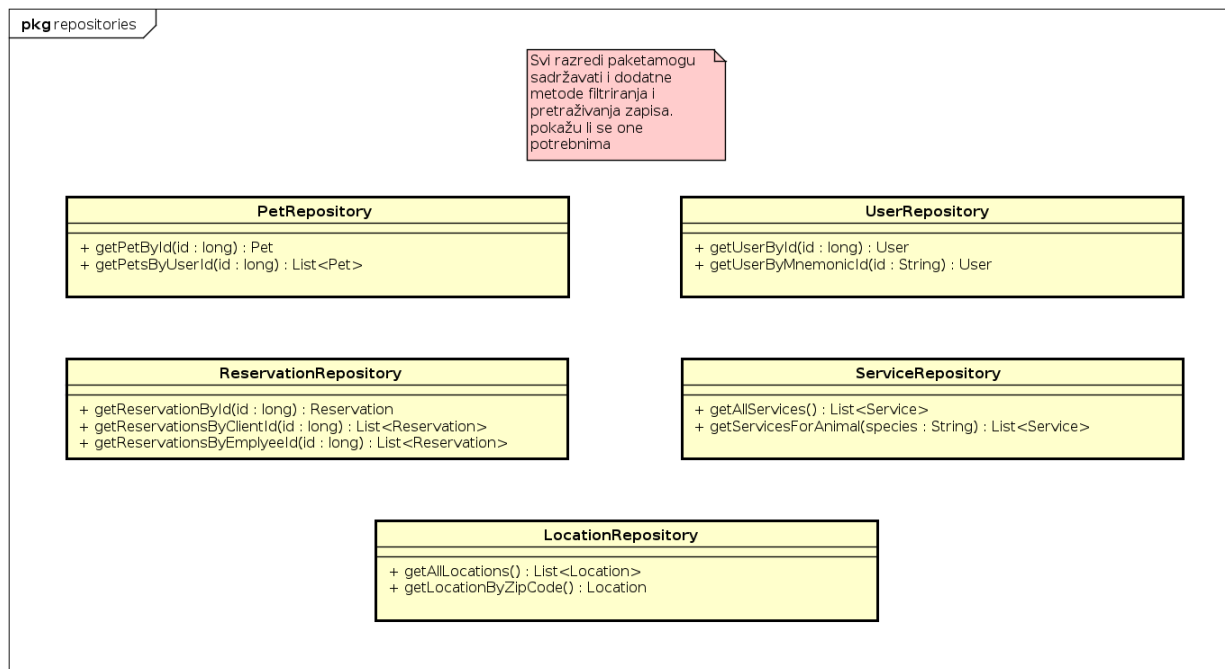 pkg repositories
Svi razredi paketamogu
sadržavati i dodatne
metode filtriranja i
pretraživanja zapisa.
pokažu li se one
potrebnima
PetRepository
+ getPetById(id : long) : Pet
+ getPetsByUserId(id : long) : List<Pet>
UserRepository
+ getUserById(id : long) : User
+ getUserByMnemonicId(id : String) : User
ReservationRepository
+ getReservationById(id : long) : Reservation
+ getReservationsByClientId(id : long) : List<Reservation>
+ getReservationsByEmplyeeId(id : long) : List<Reservation>
ServiceRepository
+ getAllServices() : List<Service>
+ getServicesForAnimal(species : String) : List<Service>
LocationRepository
+ getAllLocations() : List<Location>
+ getLocationByZipCode() : Location